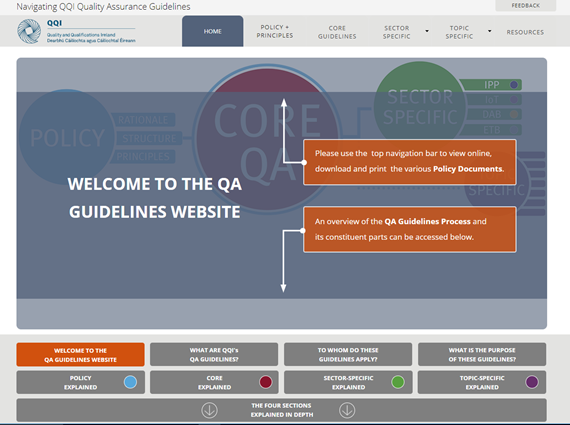 Navigating QQI Quality Assurance Guidelines
FEEDBACK
QQI
Quality and Qualifications Ireland
Dearbhú Cáilíochta agus Cáilíochtaí Éireann
HOME
POLICY +
PRINCIPLES
CORE
GUIDELINES
SECTOR
SPECIFIC
TOPIC
SPECIFIC
RESOURCES
POLICY
RATIONALE
STRUCTURE
PRINCIPLES
CORE
QA
SECTOR
SPECIFIC
IPP
IoT
DAB
ETB
SPECIFIC
WELCOME TO THE QA
GUIDELINES WEBSITE
Please use the top navigation bar to view online,
download and print the various Policy Documents.
An overview of the QA Guidelines Process and
its constituent parts can be accessed below.
WELCOME TO THE
QA GUIDELINES WEBSITE
WHAT ARE QQI's
QA GUIDELINES?
TO WHOM DO THESE
GUIDELINES APPLY?
WHAT IS THE PURPOSE
OF THESE GUIDELINES?
POLICY
EXPLAINED
CORE
EXPLAINED
SECTOR-SPECIFIC
EXPLAINED
TOPIC-SPECIFIC
EXPLAINED
THE FOUR SECTIONS
EXPLAINED IN DEPTH